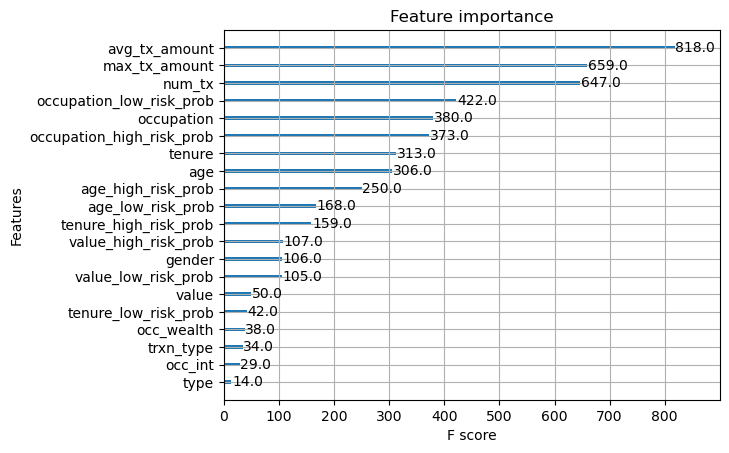 Feature importance
Features
avg_tx_amount 818.0
max_tx_amount 659.0
num_tx 647.0
occupation_low_risk_prob 422.0
occupation 380.0
occupation_high_risk_prob 373.0
tenure 313.0
age 306.0
age_high_risk_prob 250.0
age_low_risk_prob 168.0
tenure_high_risk_prob 159.0
value_high_risk_prob 107.0
gender 106.0
value_low_risk_prob 105.0
value 50.0
tenure_low_risk_prob 42.0
occ_wealth 38.0
trxn_type 34.0
occ_int 29.0
type 14.0
0 100 200 300 400 500 600 700 800
F score